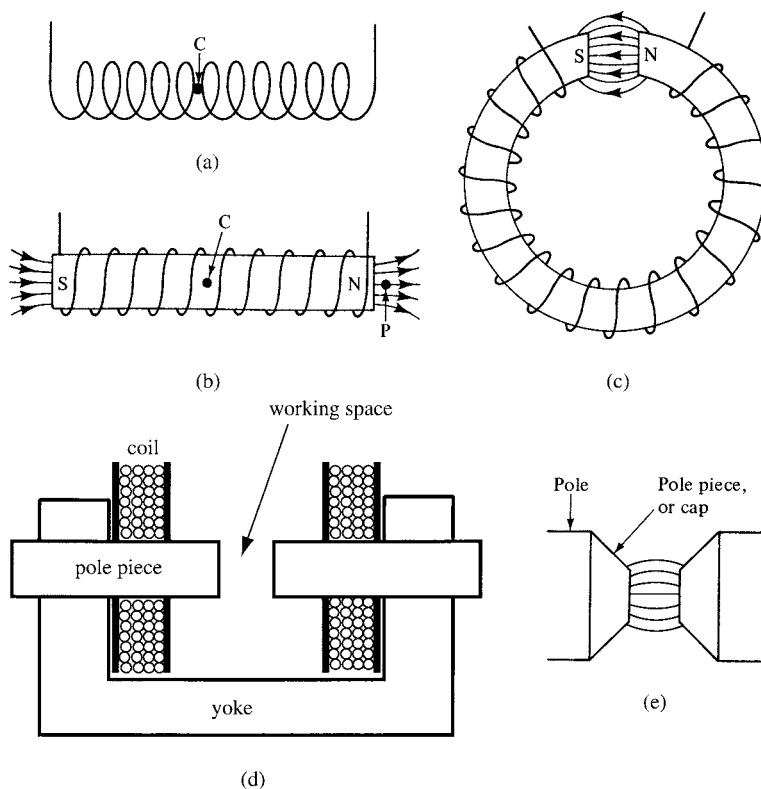 C
(a)
S
N
C
S
N
P
(b)
(c)
working space
coil
pole piece
yoke
(d)
Pole
Pole piece,
or cap
(e)